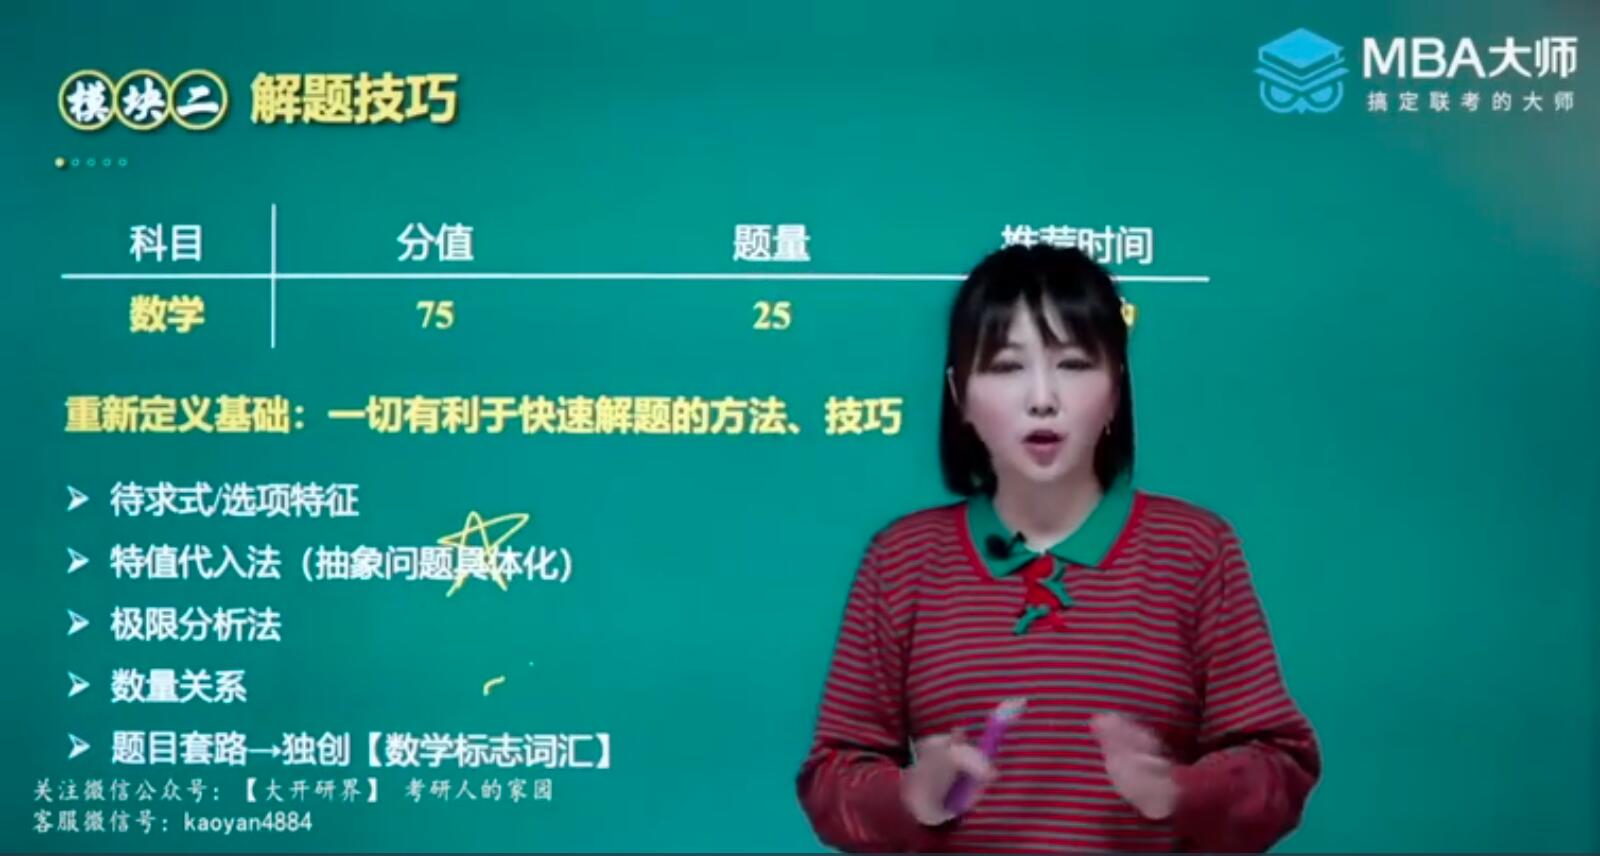 模块二 解题技巧
MBA大师
搞定联考的大师
科目 分值 题量 推荐时间
数学 75 25
重新定义基础：一切有利于快速解题的方法、技巧
➢ 待求式/选项特征
➢ 特值代入法（抽象问题具体化）
➢ 极限分析法
➢ 数量关系
➢ 题目套路→独创【数学标志词汇】
关注微信公众号：【大开研界】 考研人的家园
客服微信号：kaoyan4884